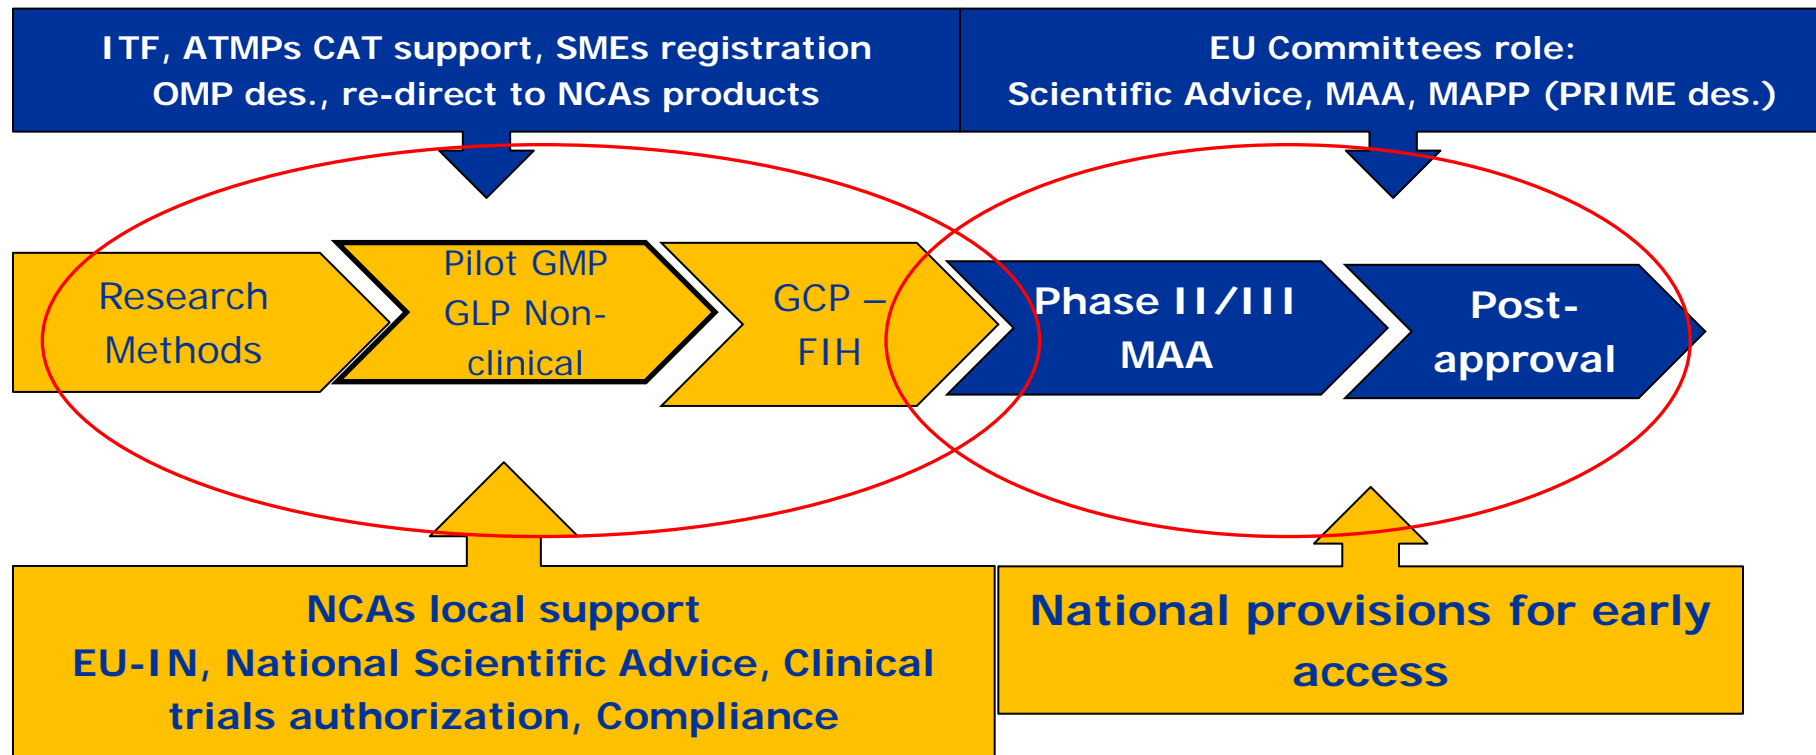 ITF, ATMPs CAT support, SMEs registration
OMP des., re-direct to NCAs products
EU Committees role:
Scientific Advice, MAA, MAPP (PRIME des.)
Research
Methods
Pilot GMP
GLP Non-
clinical
GCP –
FIH
Phase II/III
MAA
Post-
approval
NCAs local support
EU-IN, National Scientific Advice, Clinical
trials authorization, Compliance
National provisions for early
access